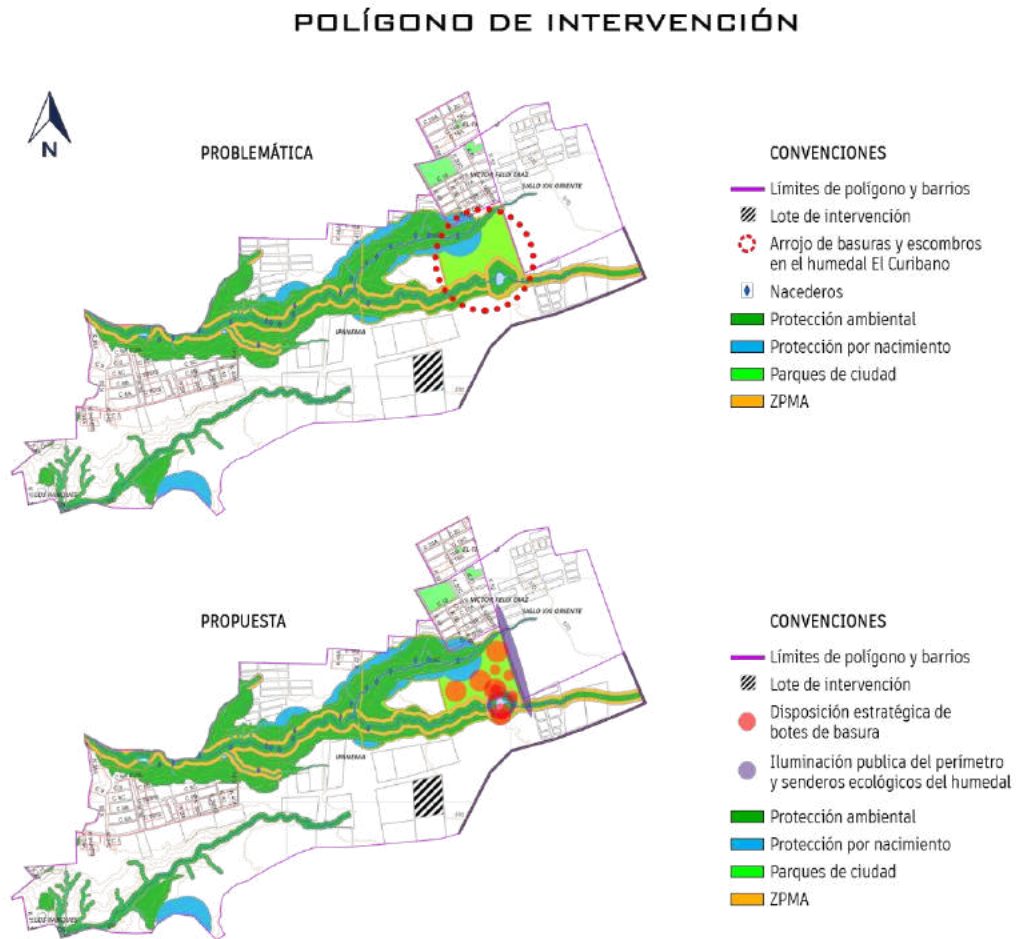 POLÍGONO DE INTERVENCIÓN
N
PROBLEMÁTICA
VICTOR FELIX DIAZ
SIGLO XXI ORIENTE
IPANEMA
CONVENCIONES
Límites de polígono y barrios
Lote de intervención
Arrojo de basuras y escombros
en el humedal El Curibano
Nacederos
Protección ambiental
Protección por nacimiento
Parques de ciudad
ZPMA
PROPUESTA
VICTOR FELIX DIAZ
SIGLO XXI ORIENTE
IPANEMA
CONVENCIONES
Límites de polígono y barrios
Lote de intervención
Disposición estratégica de
botes de basura
Iluminación publica del perímetro
y senderos ecológicos del humedal
Protección ambiental
Protección por nacimiento
Parques de ciudad
ZPMA